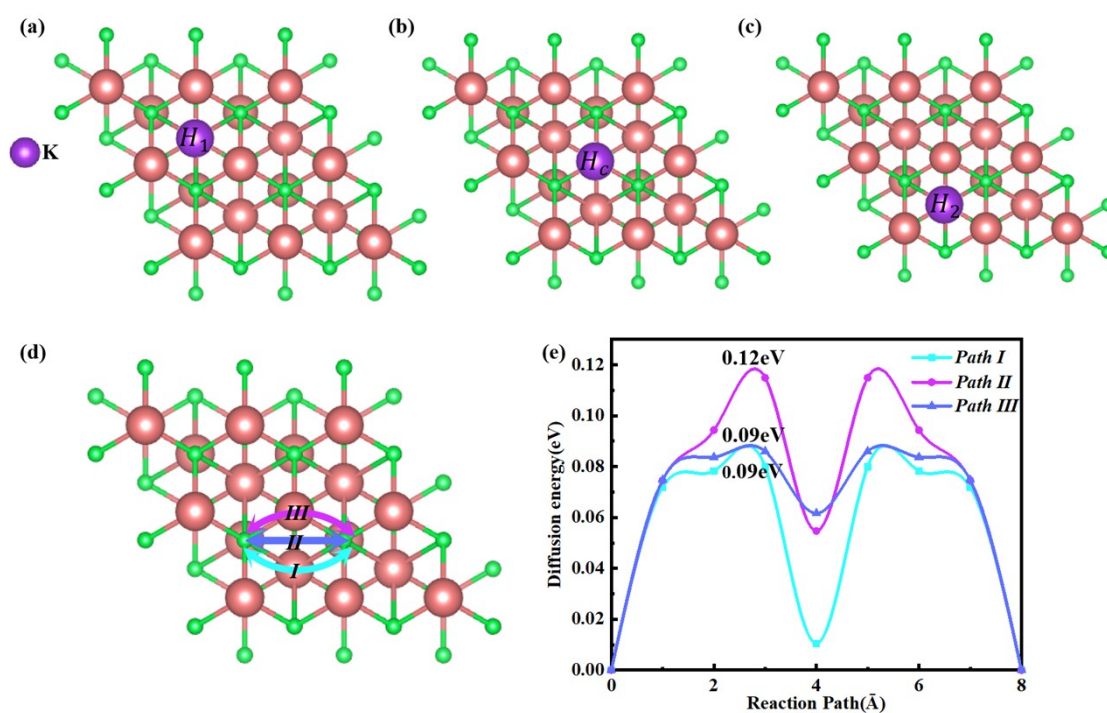 (a)
(b)
(c)
K
H₁
H_c
H₂
(d)
III
II
I
(e)
Diffusion energy(eV)
0.12
0.10
0.08
0.06
0.04
0.02
0.00
0.12eV
0.09eV
0.09eV
Path I
Path II
Path III
0 2 4 6 8
Reaction Path(Ā)